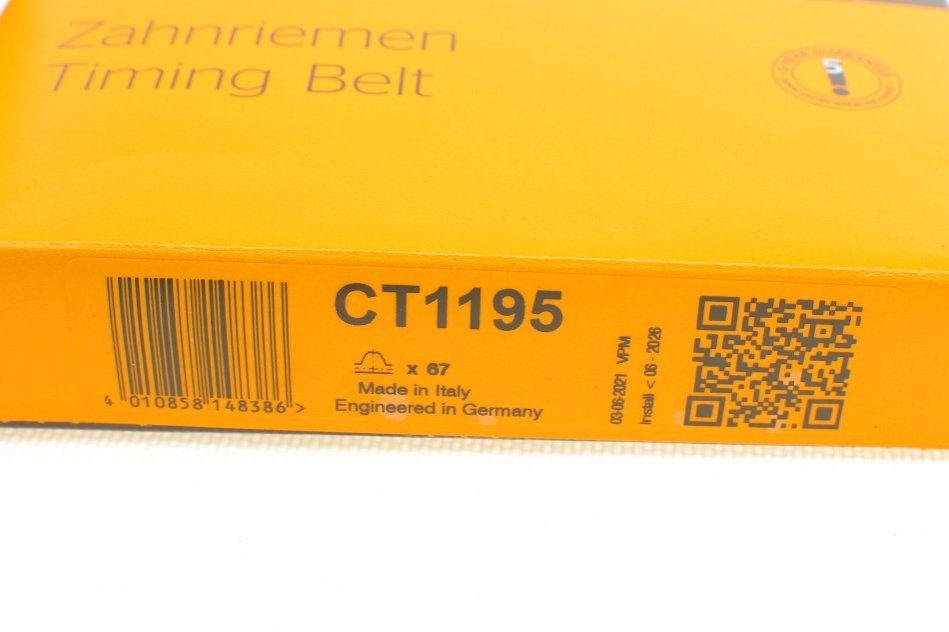 Zahnriemen
Timing Belt
5
CT1195
x 67
Made in Italy
Engineered in Germany
4 010858 148386 >
03-06-2021 VPM
Install < 06 - 2026